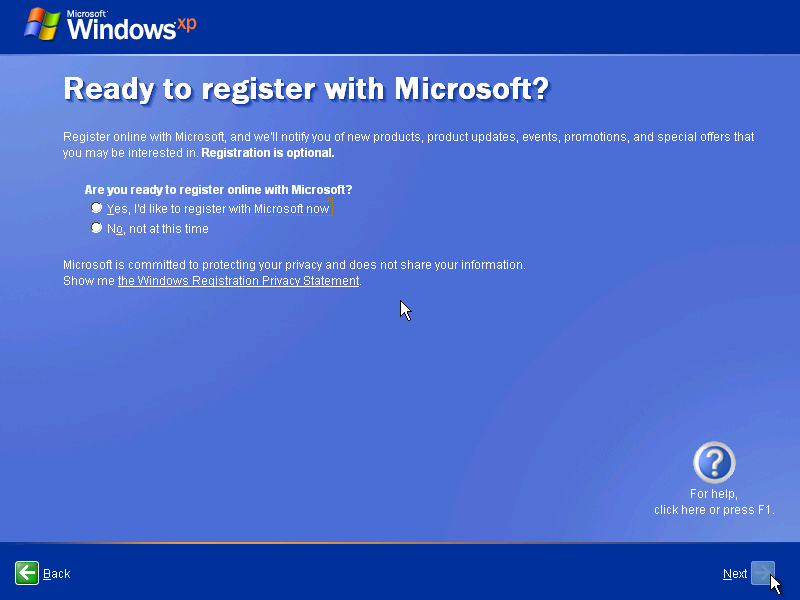 Microsoft
Windows xp
Ready to register with Microsoft?
Register online with Microsoft, and we'll notify you of new products, product updates, events, promotions, and special offers that
you may be interested in. Registration is optional.
Are you ready to register online with Microsoft?
Yes, I'd like to register with Microsoft now
No, not at this time
Microsoft is committed to protecting your privacy and does not share your information.
Show me the Windows Registration Privacy Statement.
For help,
click here or press F1.
Back
Next